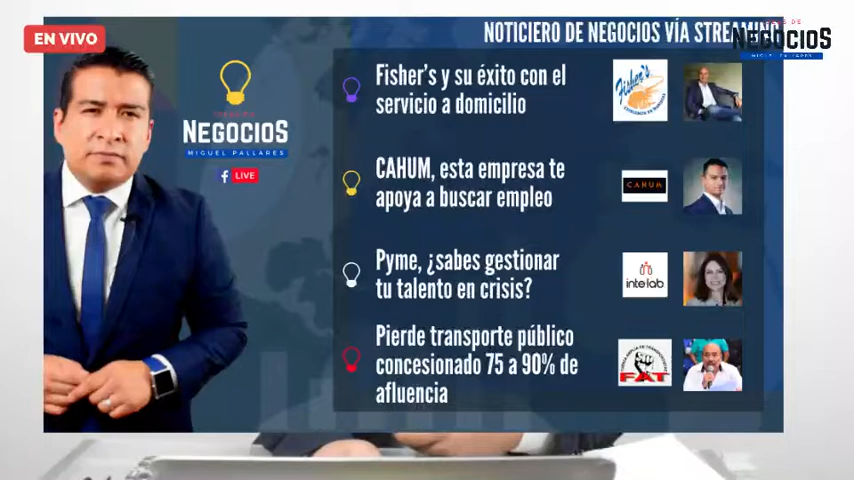 EN VIVO
NOTICIERO DE NEGOCIOS VÍA STREAMING
NEGOCIOS
MIGUEL PALLARES
NEGOCIOS
MIGUEL PALLARES
f LIVE
Fisher's y su éxito con el
servicio a domicilio
Fisher's
CAHUM, esta empresa te
apoya a buscar empleo
CAHUM
Pyme, ¿sabes gestionar
tu talento en crisis?
intelab
Pierde transporte público
concesionado 75 a 90% de
afluencia
FAT